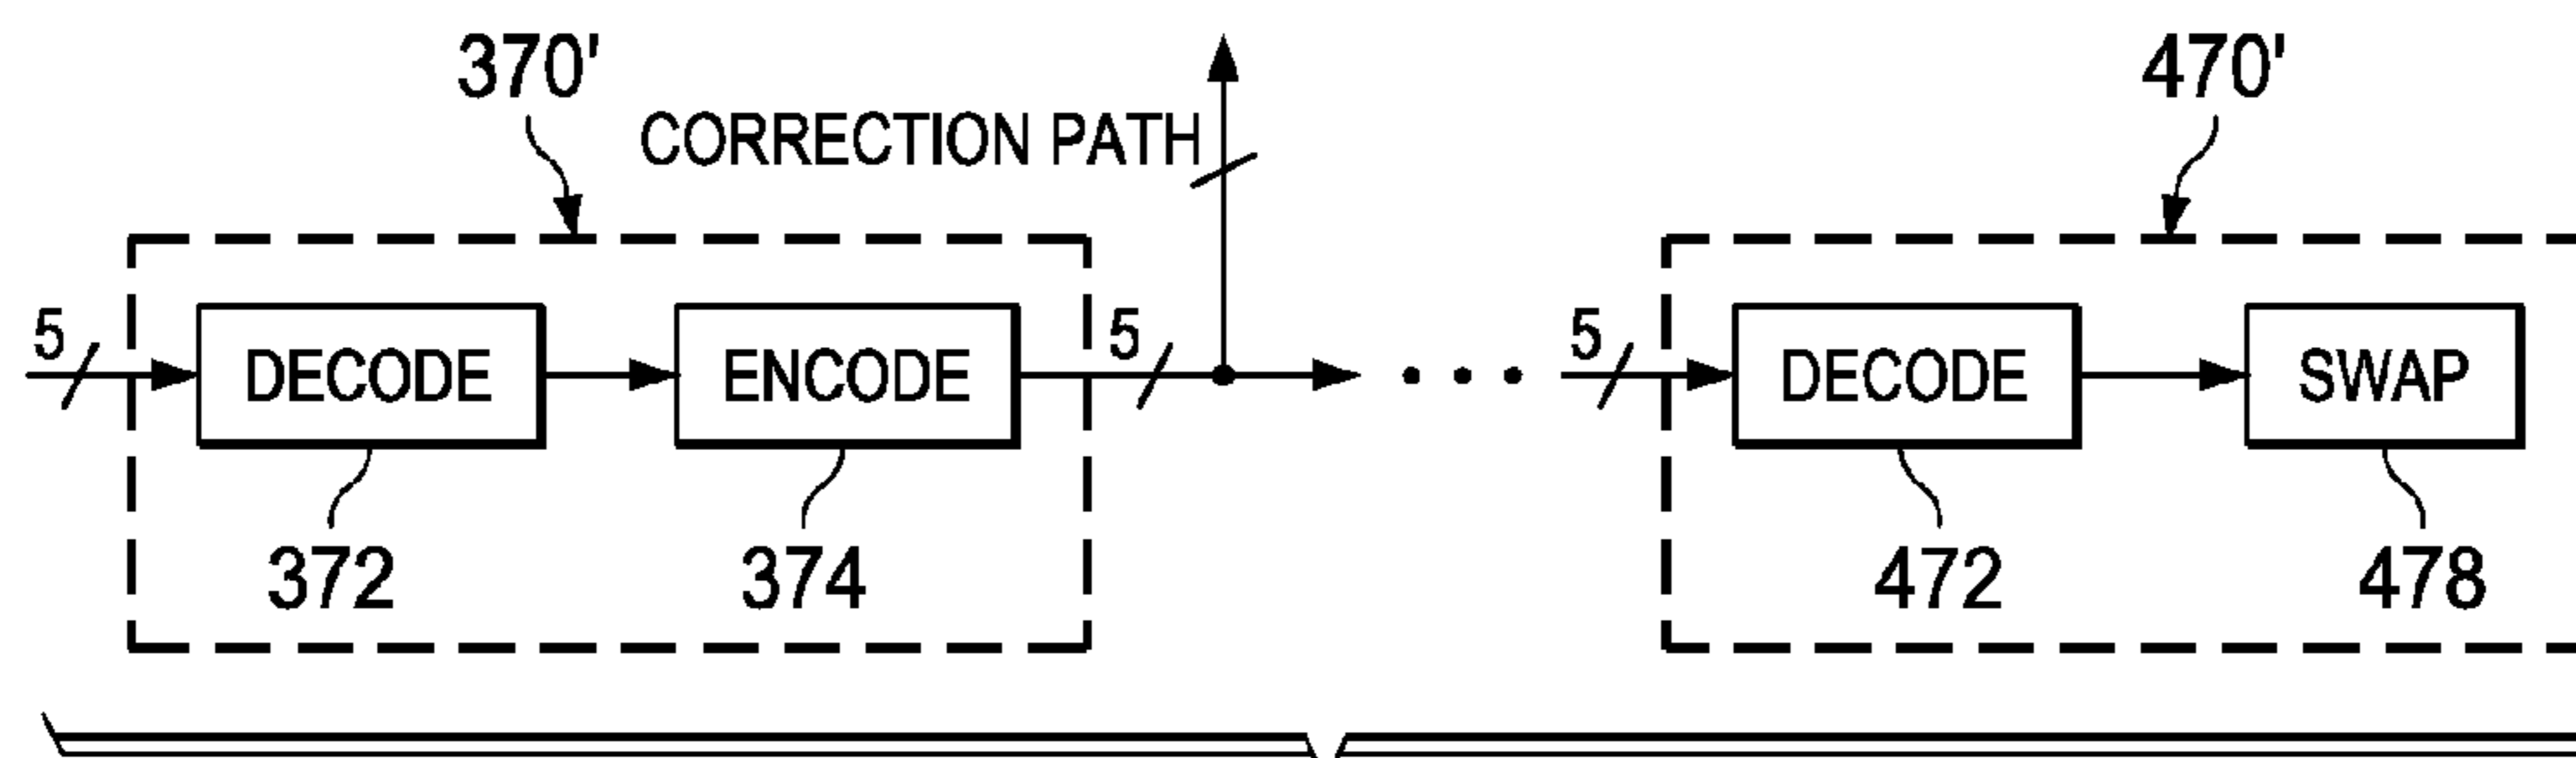 370'
470'
CORRECTION PATH
5
DECODE
ENCODE
5
5
DECODE
SWAP
372
374
472
478